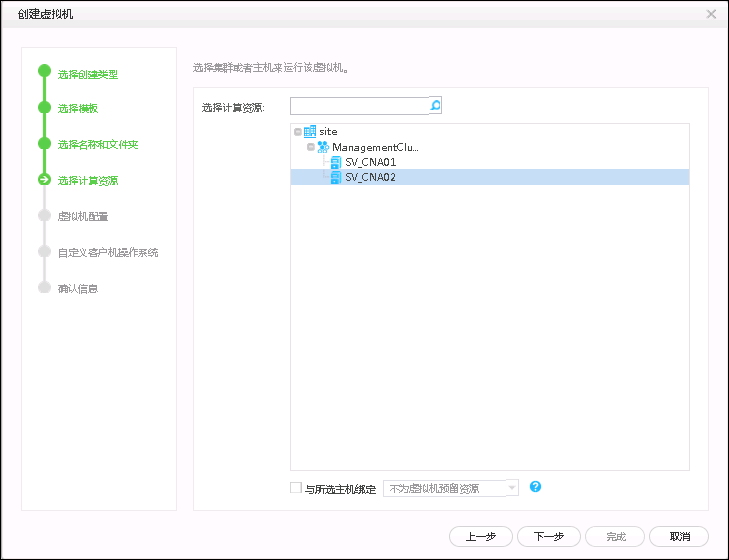 创建虚拟机
选择创建类型
选择模板
选择名称和文件夹
选择计算资源
虚拟机配置
自定义客户机操作系统
确认信息
选择集群或者主机来运行该虚拟机。
选择计算资源:
site
ManagementClu...
SV_CNA01
SV_CNA02
与所选主机绑定 不为虚拟机预留资源 ?
上一步 下一步 完成 取消